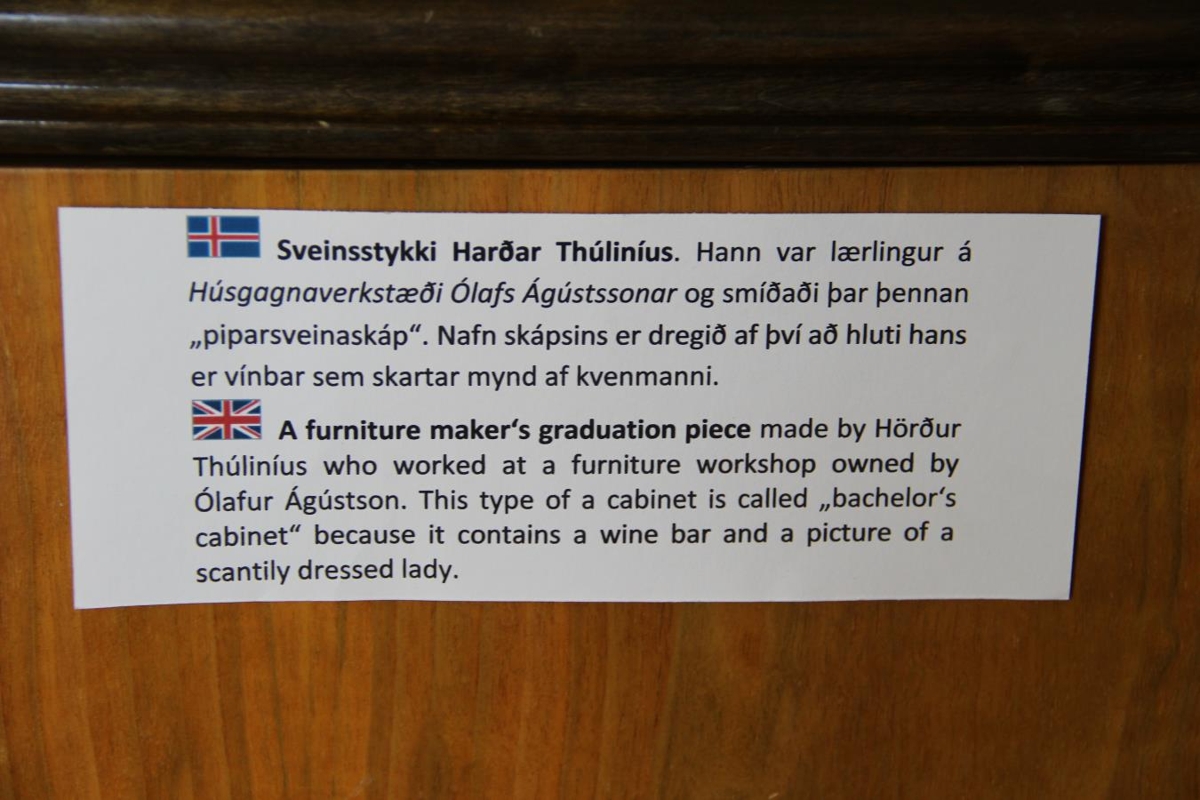 Sveinsstykki Harðar Thúliníus. Hann var lærlingur á
Húsgagnaverkstæði Ólafs Ágústssonar og smíðaði þar þennan
„piparsveinaskáp“. Nafn skápsins er dregið af því að hluti hans
er vínbar sem skartar mynd af kvenmanni.
A furniture maker‘s graduation piece made by Hörður
Thúliníus who worked at a furniture workshop owned by
Ólafur Ágústson. This type of a cabinet is called „bachelor‘s
cabinet“ because it contains a wine bar and a picture of a
scantily dressed lady.